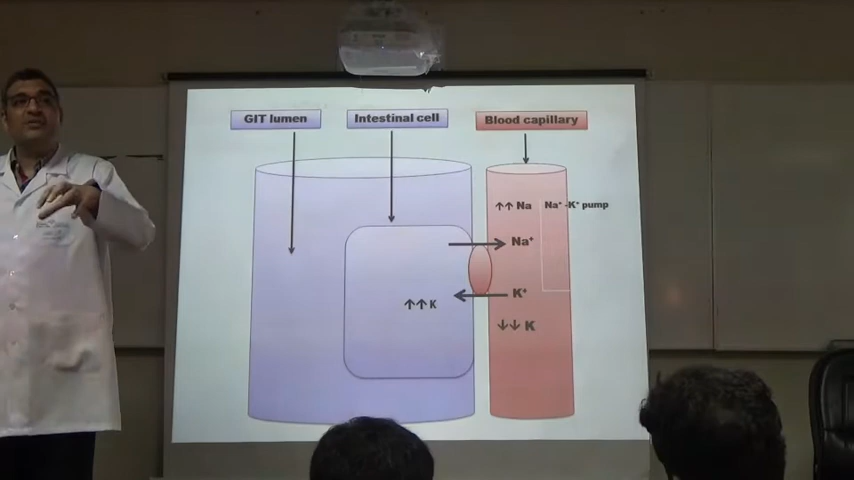 GIT lumen
Intestinal cell
Blood capillary
↑↑ Na
Na⁺-K⁺ pump
Na⁺
K⁺
↑↑ K
↓↓ K